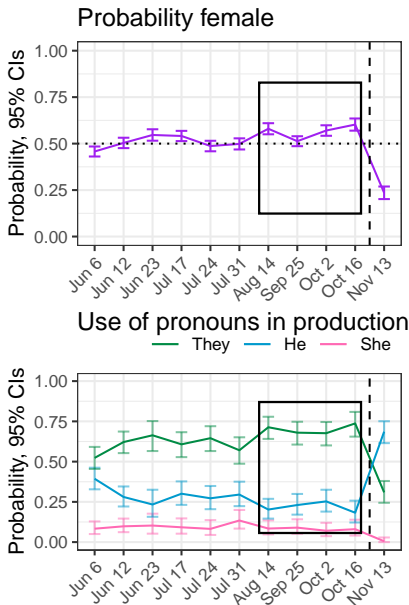 Probability female
Probability, 95% CIs
1.00
0.75
0.50
0.25
0.00
Jun 6
Jun 12
Jun 23
Jul 17
Jul 24
Jul 31
Aug 14
Sep 25
Oct 2
Oct 16
Nov 13
Use of pronouns in production
They He She
Probability, 95% CIs
1.00
0.75
0.50
0.25
0.00
Jun 6
Jun 12
Jun 23
Jul 17
Jul 24
Jul 31
Aug 14
Sep 25
Oct 2
Oct 16
Nov 13